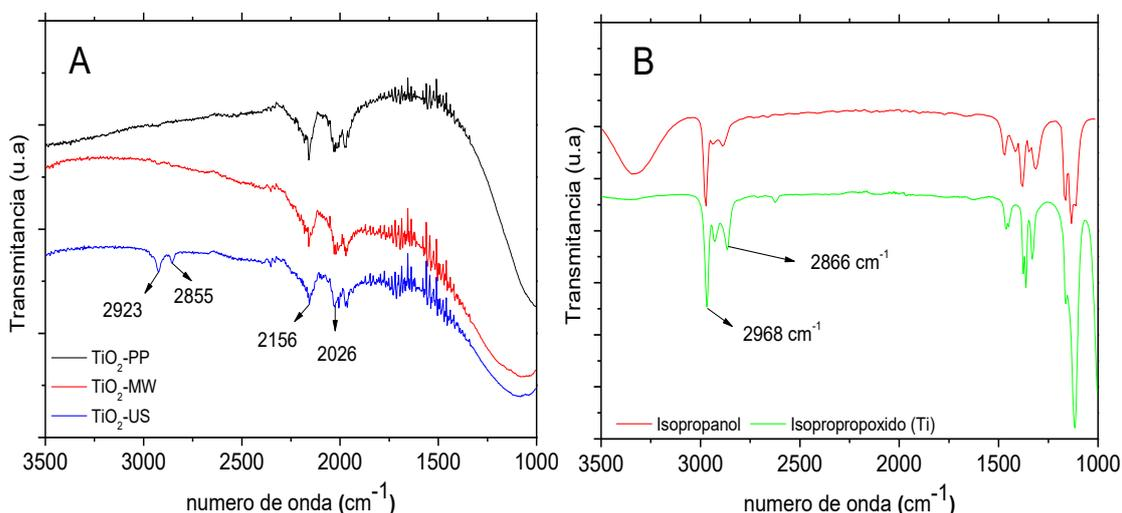 A
Transmitancia (u.a)
2923
2855
2156
2026
TiO2-PP
TiO2-MW
TiO2-US
3500 3000 2500 2000 1500 1000
numero de onda (cm-1)
B
Transmitancia (u.a)
2866 cm-1
2968 cm-1
Isopropanol
Isopropropoxido (Ti)
3500 3000 2500 2000 1500 1000
numero de onda (cm-1)